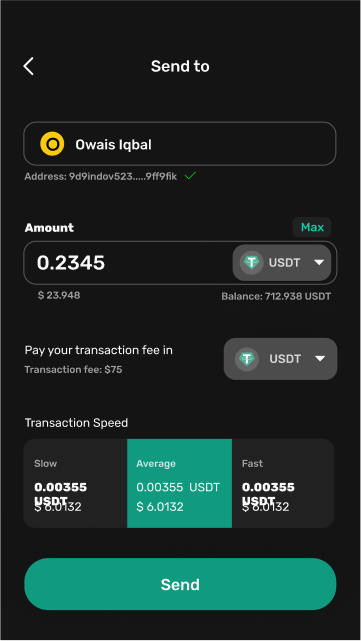 Send to
O Owais Iqbal
Address: 9d9indov523.....9ff9fik
Amount Max
0.2345 USDT
$ 23.948 Balance: 712.938 USDT
Pay your transaction fee in USDT
Transaction fee: $75
Transaction Speed
Slow Average Fast
0.00355 USDT 0.00355 USDT 0.00355 USDT
$ 6.0132 $ 6.0132 $ 6.0132
Send